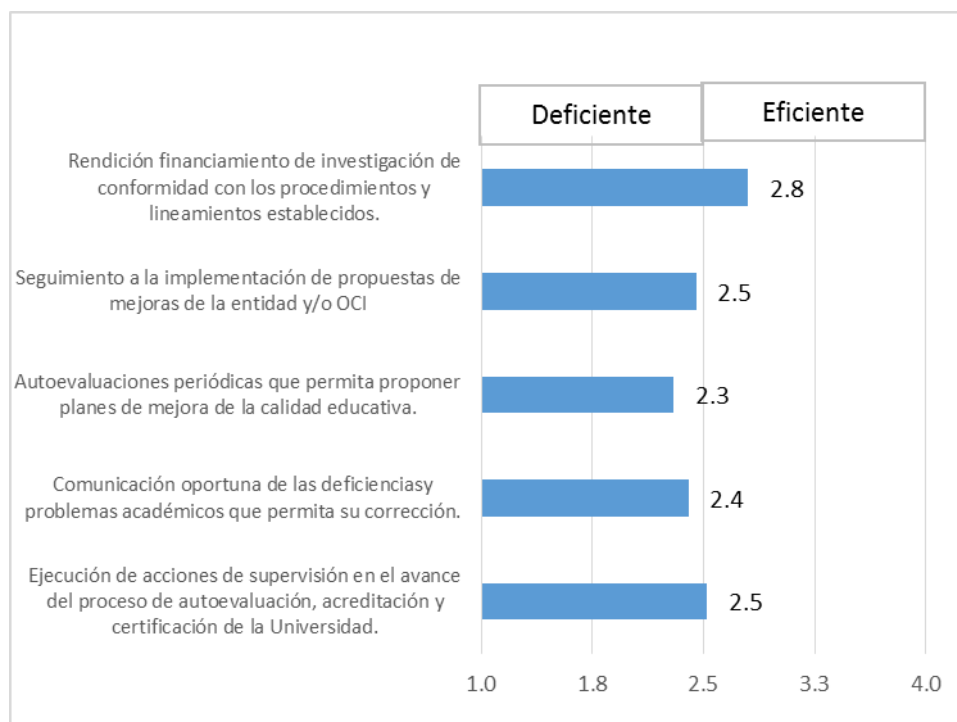 Deficiente
Eficiente
Rendición financiamiento de investigación de
conformidad con los procedimientos y
lineamientos establecidos.
2.8
Seguimiento a la implementación de propuestas de
mejoras de la entidad y/o OCI
2.5
Autoevaluaciones periódicas que permita proponer
planes de mejora de la calidad educativa.
2.3
Comunicación oportuna de las deficienciasy
problemas académicos que permita su corrección.
2.4
Ejecución de acciones de supervisión en el avance
del proceso de autoevaluación, acreditación y
certificación de la Universidad.
2.5
1.0
1.8
2.5
3.3
4.0